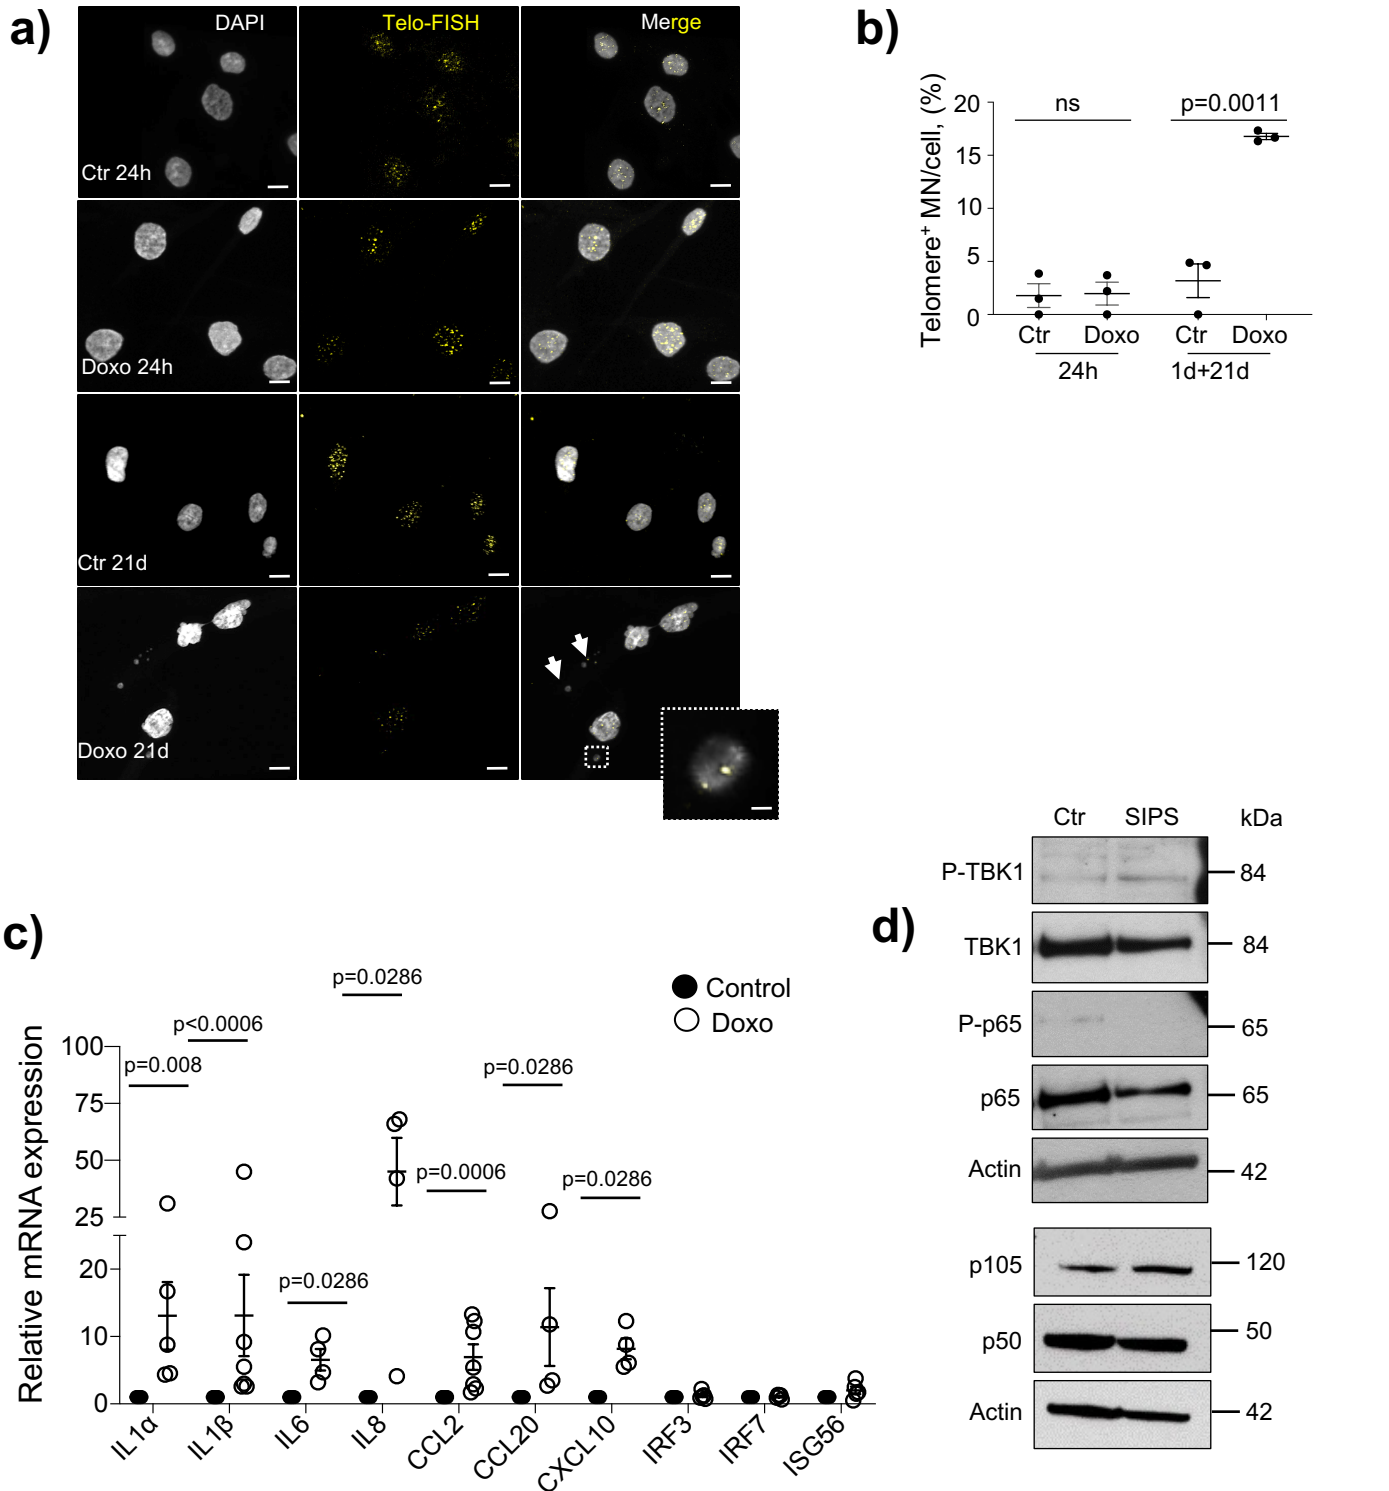 a)
DAPI
Telo-FISH
Merge
Ctr 24h
Doxo 24h
Ctr 21d
Doxo 21d
b)
Telomere⁺ MN/cell, (%)
20
15
10
5
0
ns
p=0.0011
Ctr
Doxo
Ctr
Doxo
24h
1d+21d
c)
Relative mRNA expression
100
75
50
25
20
10
0
p=0.008
p<0.0006
p=0.0286
p=0.0286
p=0.0006
p=0.0286
p=0.0286
Control
Doxo
IL1α
IL1β
IL6
IL8
CCL2
CCL20
CXCL10
IRF3
IRF7
ISG56
d)
Ctr SIPS kDa
P-TBK1 84
TBK1 84
P-p65 65
p65 65
Actin 42
p105 120
p50 50
Actin 42